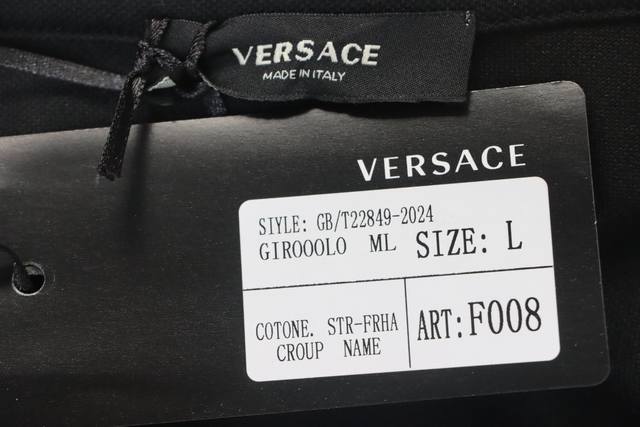 VERSACE
MADE IN ITALY
VERSACE
SIYLE: GB/T22849-2024
GIROOOLO ML SIZE: L
COTONE. STR-FRHA
CROUP NAME
ART: F008